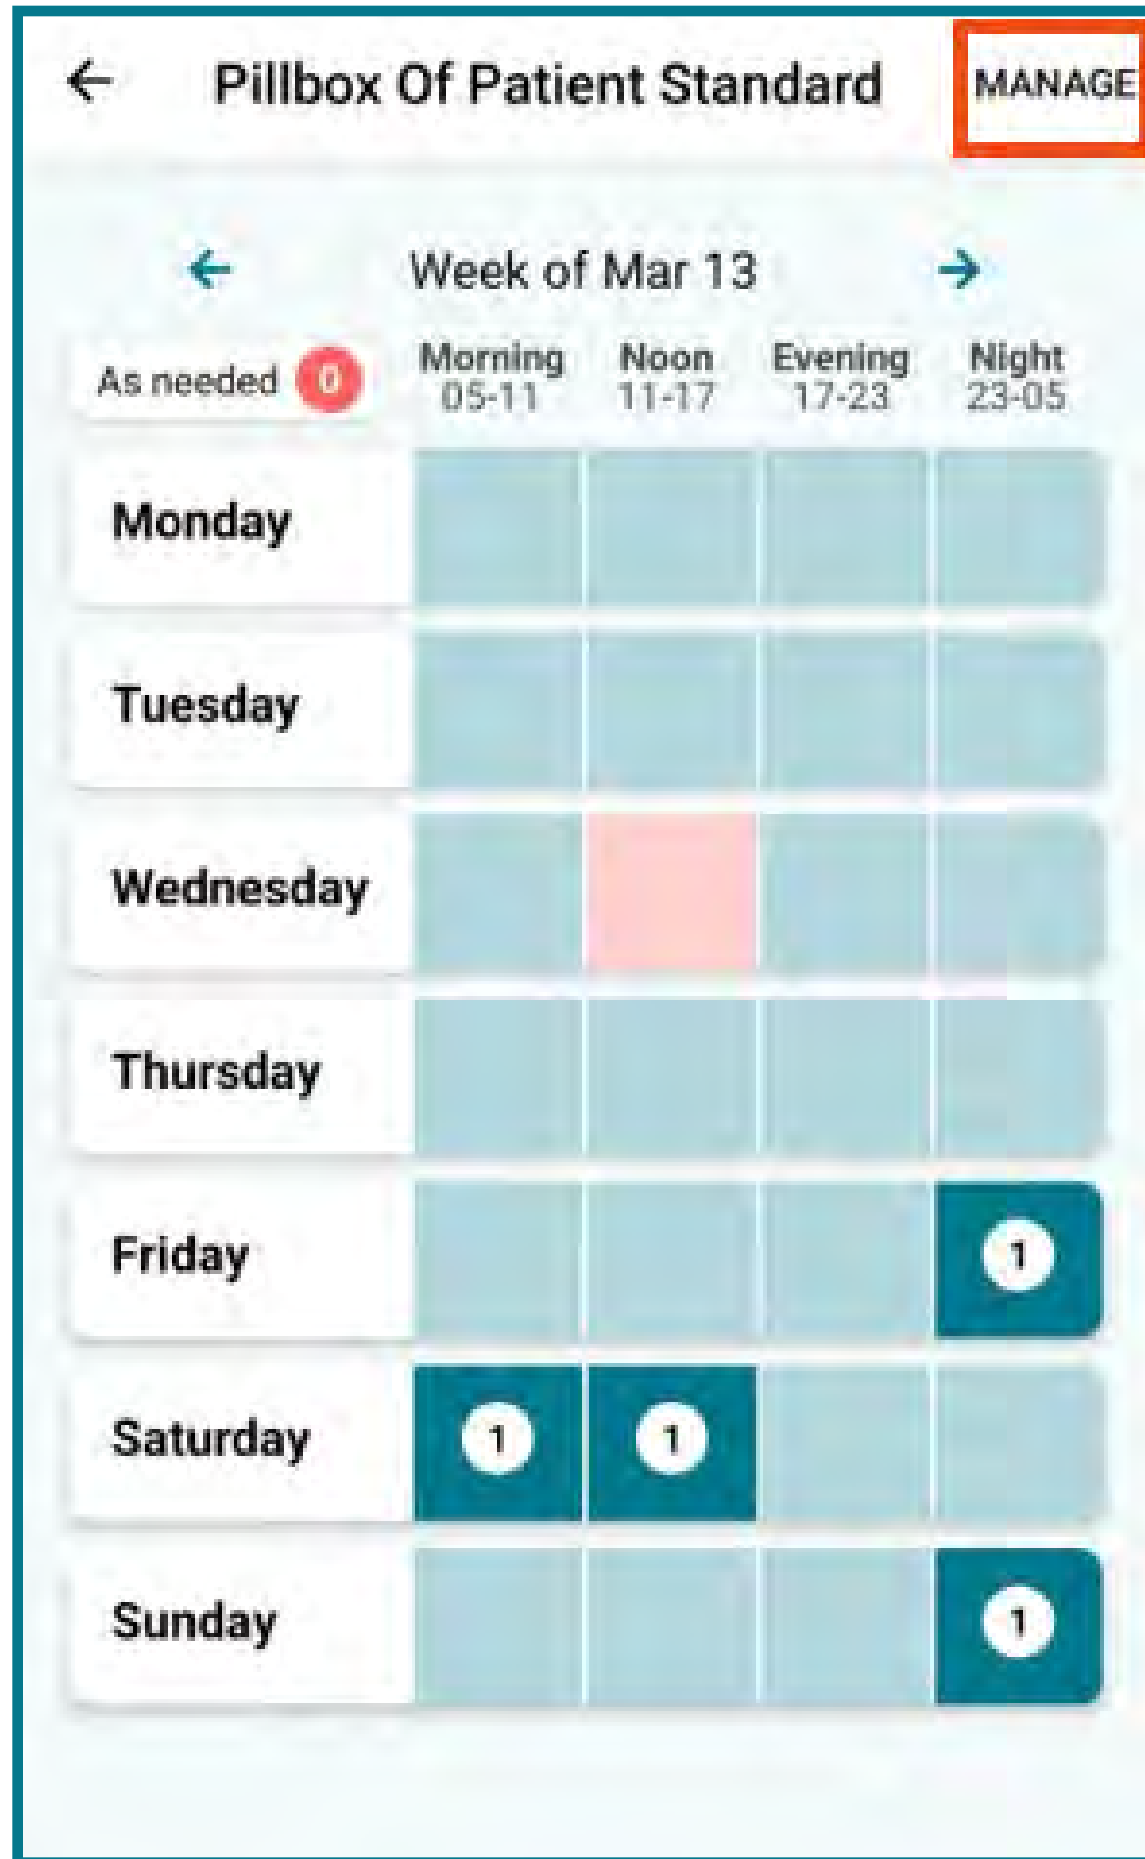 Pillbox Of Patient Standard MANAGE
Week of Mar 13
As needed 0
Morning Noon Evening Night
05-11 11-17 17-23 23-05
Monday
Tuesday
Wednesday
Thursday
Friday 1
Saturday 1 1
Sunday 1